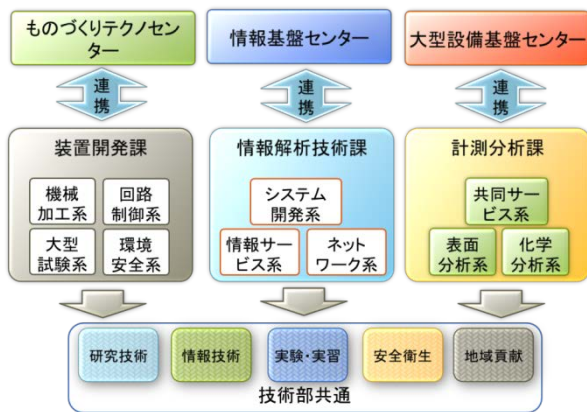 ものづくりテクノセン
ター
情報基盤センター
大型設備基盤センター
連
携
連
携
連
携
装置開発課
機械
加工系
回路
制御系
大型
試験系
環境
安全系
情報解析技術課
システム
開発系
情報サー
ビス系
ネット
ワーク系
計測分析課
共同サー
ビス系
表面
分析系
化学
分析系
研究技術
情報技術
実験・実習
安全衛生
地域貢献
技術部共通